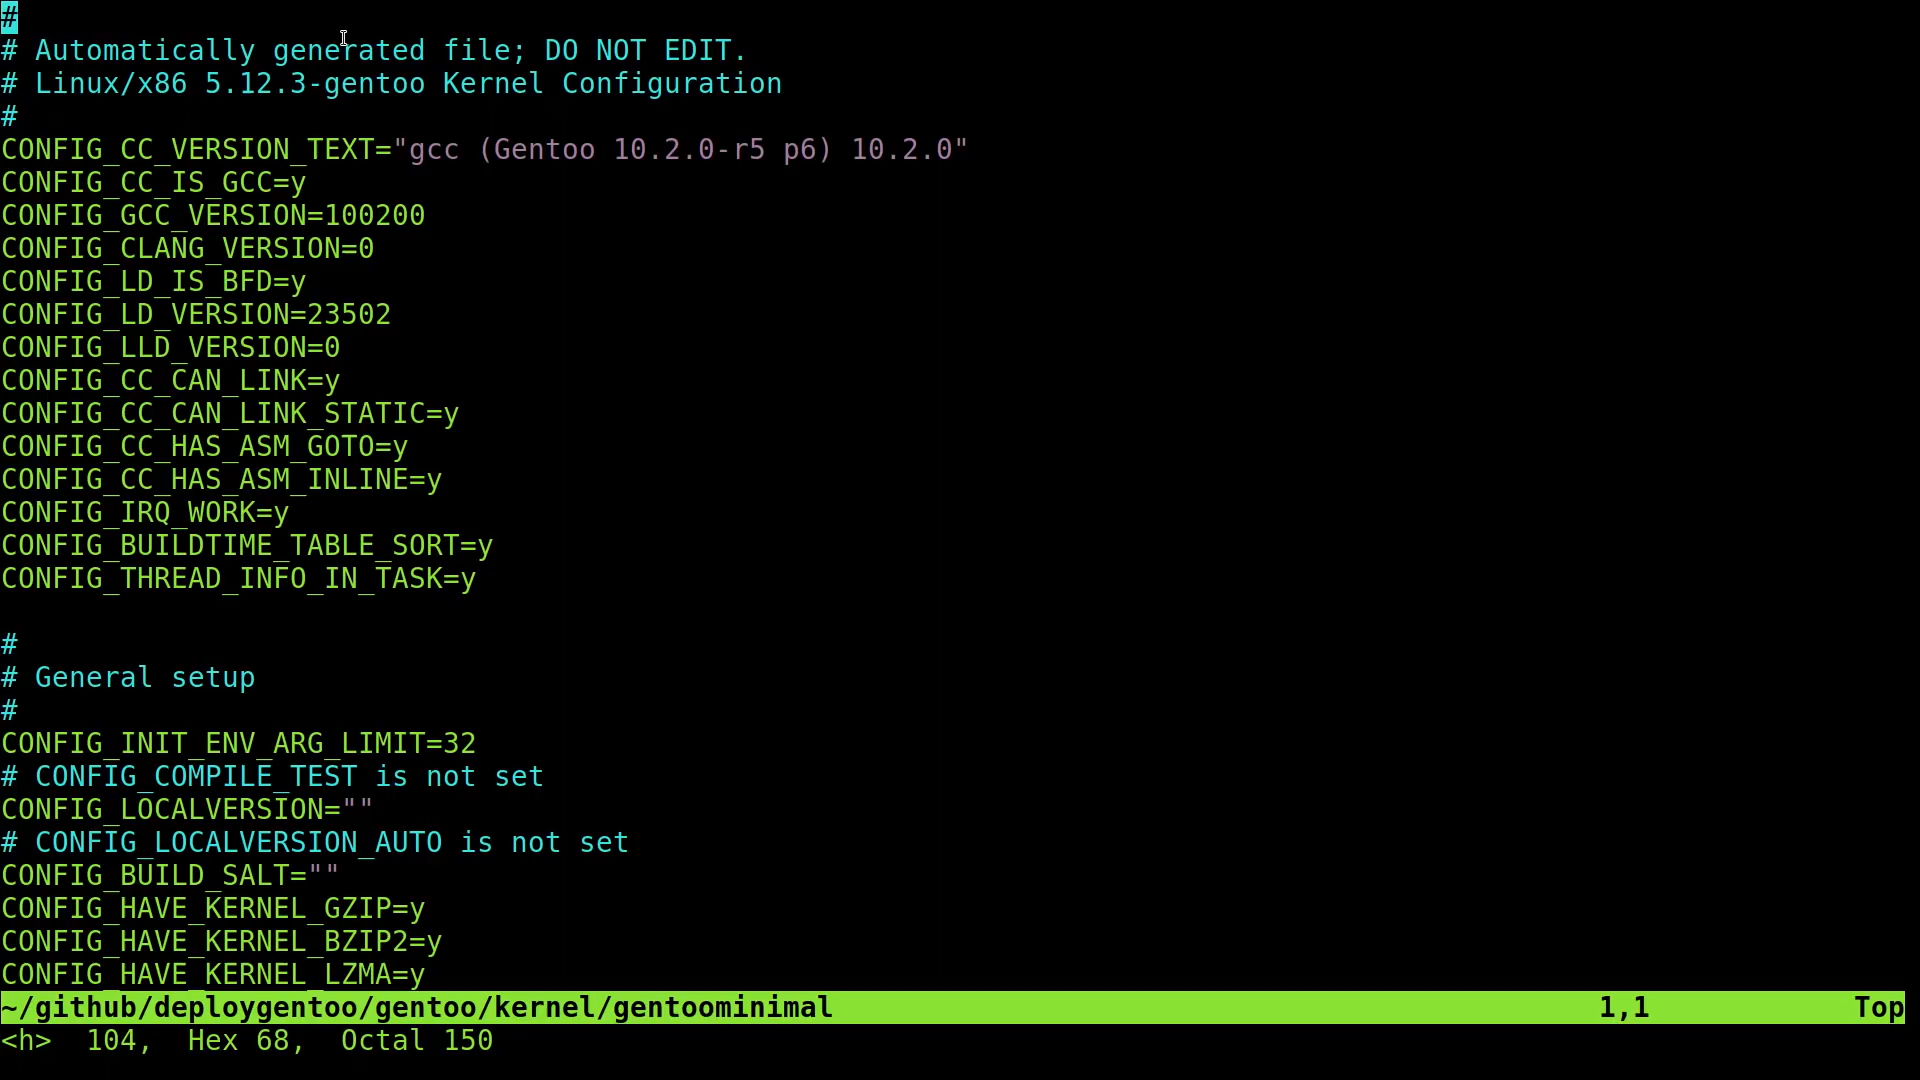 #
# Automatically generated file; DO NOT EDIT.
# Linux/x86 5.12.3-gentoo Kernel Configuration
#
CONFIG_CC_VERSION_TEXT="gcc (Gentoo 10.2.0-r5 p6) 10.2.0"
CONFIG_CC_IS_GCC=y
CONFIG_GCC_VERSION=100200
CONFIG_CLANG_VERSION=0
CONFIG_LD_IS_BFD=y
CONFIG_LD_VERSION=23502
CONFIG_LLD_VERSION=0
CONFIG_CC_CAN_LINK=y
CONFIG_CC_CAN_LINK_STATIC=y
CONFIG_CC_HAS_ASM_GOTO=y
CONFIG_CC_HAS_ASM_INLINE=y
CONFIG_IRQ_WORK=y
CONFIG_BUILDTIME_TABLE_SORT=y
CONFIG_THREAD_INFO_IN_TASK=y

#
# General setup
#
CONFIG_INIT_ENV_ARG_LIMIT=32
# CONFIG_COMPILE_TEST is not set
CONFIG_LOCALVERSION=""
# CONFIG_LOCALVERSION_AUTO is not set
CONFIG_BUILD_SALT=""
CONFIG_HAVE_KERNEL_GZIP=y
CONFIG_HAVE_KERNEL_BZIP2=y
CONFIG_HAVE_KERNEL_LZMA=y
~/github/deploygentoo/gentoo/kernel/gentoominimal 1,1 Top
<h>  104,  Hex 68,  Octal 150